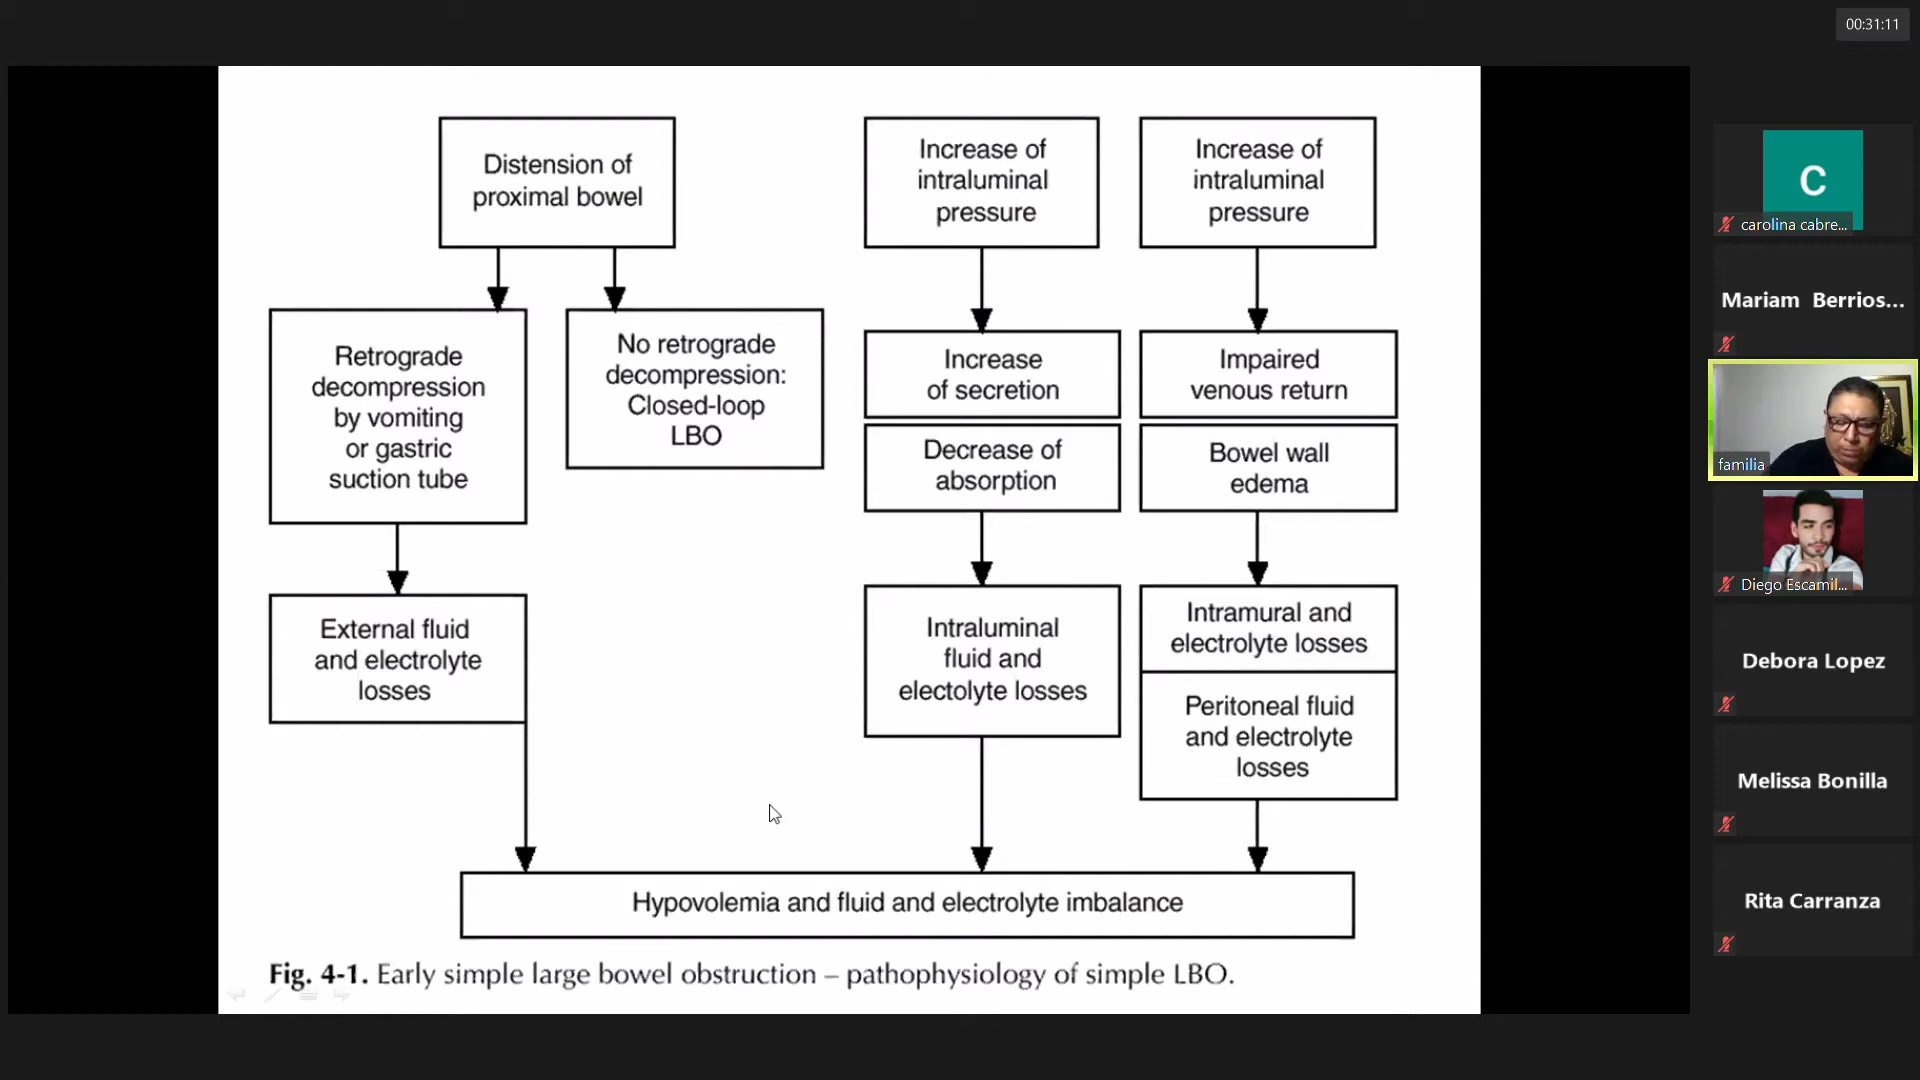 00:31:11
Distension of
proximal bowel
Increase of
intraluminal
pressure
Increase of
intraluminal
pressure
Retrograde
decompression
by vomiting
or gastric
suction tube
No retrograde
decompression:
Closed-loop
LBO
Increase
of secretion
Decrease of
absorption
Impaired
venous return
Bowel wall
edema
External fluid
and electrolyte
losses
Intraluminal
fluid and
electolyte losses
Intramural and
electrolyte losses
Peritoneal fluid
and electrolyte
losses
Hypovolemia and fluid and electrolyte imbalance
Fig. 4-1. Early simple large bowel obstruction – pathophysiology of simple LBO.
C
carolina cabre...
Mariam Berrios...
familia
Diego Escamil...
Debora Lopez
Melissa Bonilla
Rita Carranza